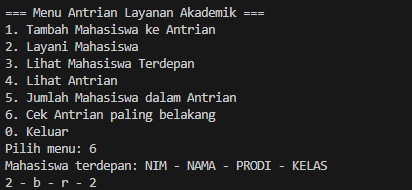 === Menu Antrian Layanan Akademik ===
1. Tambah Mahasiswa ke Antrian
2. Layani Mahasiswa
3. Lihat Mahasiswa Terdepan
4. Lihat Antrian
5. Jumlah Mahasiswa dalam Antrian
6. Cek Antrian paling belakang
0. Keluar
Pilih menu: 6
Mahasiswa terdepan: NIM - NAMA - PRODI - KELAS
2 - b - r - 2